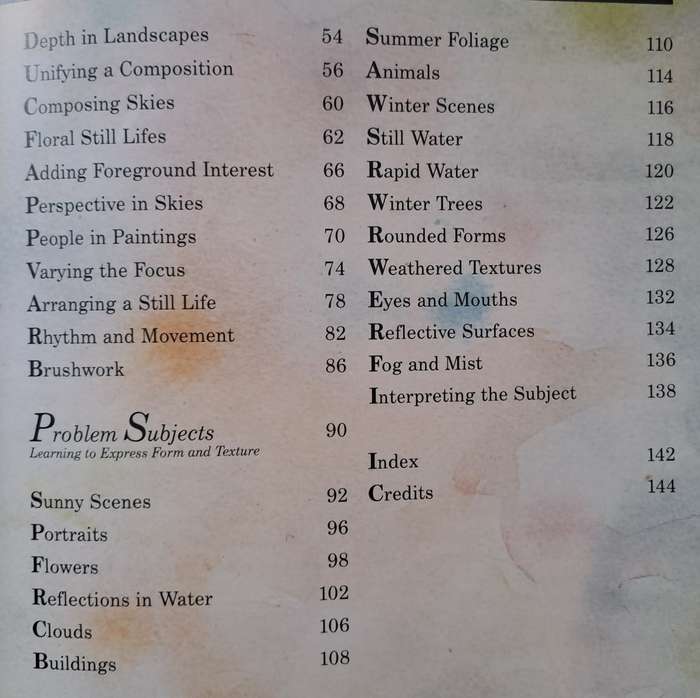 Depth in Landscapes 54
Unifying a Composition 56
Composing Skies 60
Floral Still Lifes 62
Adding Foreground Interest 66
Perspective in Skies 68
People in Paintings 70
Varying the Focus 74
Arranging a Still Life 78
Rhythm and Movement 82
Brushwork 86
Problem Subjects 90
Learning to Express Form and Texture
Sunny Scenes 92
Portraits 96
Flowers 98
Reflections in Water 102
Clouds 106
Buildings 108
Summer Foliage 110
Animals 114
Winter Scenes 116
Still Water 118
Rapid Water 120
Winter Trees 122
Rounded Forms 126
Weathered Textures 128
Eyes and Mouths 132
Reflective Surfaces 134
Fog and Mist 136
Interpreting the Subject 138
Index 142
Credits 144